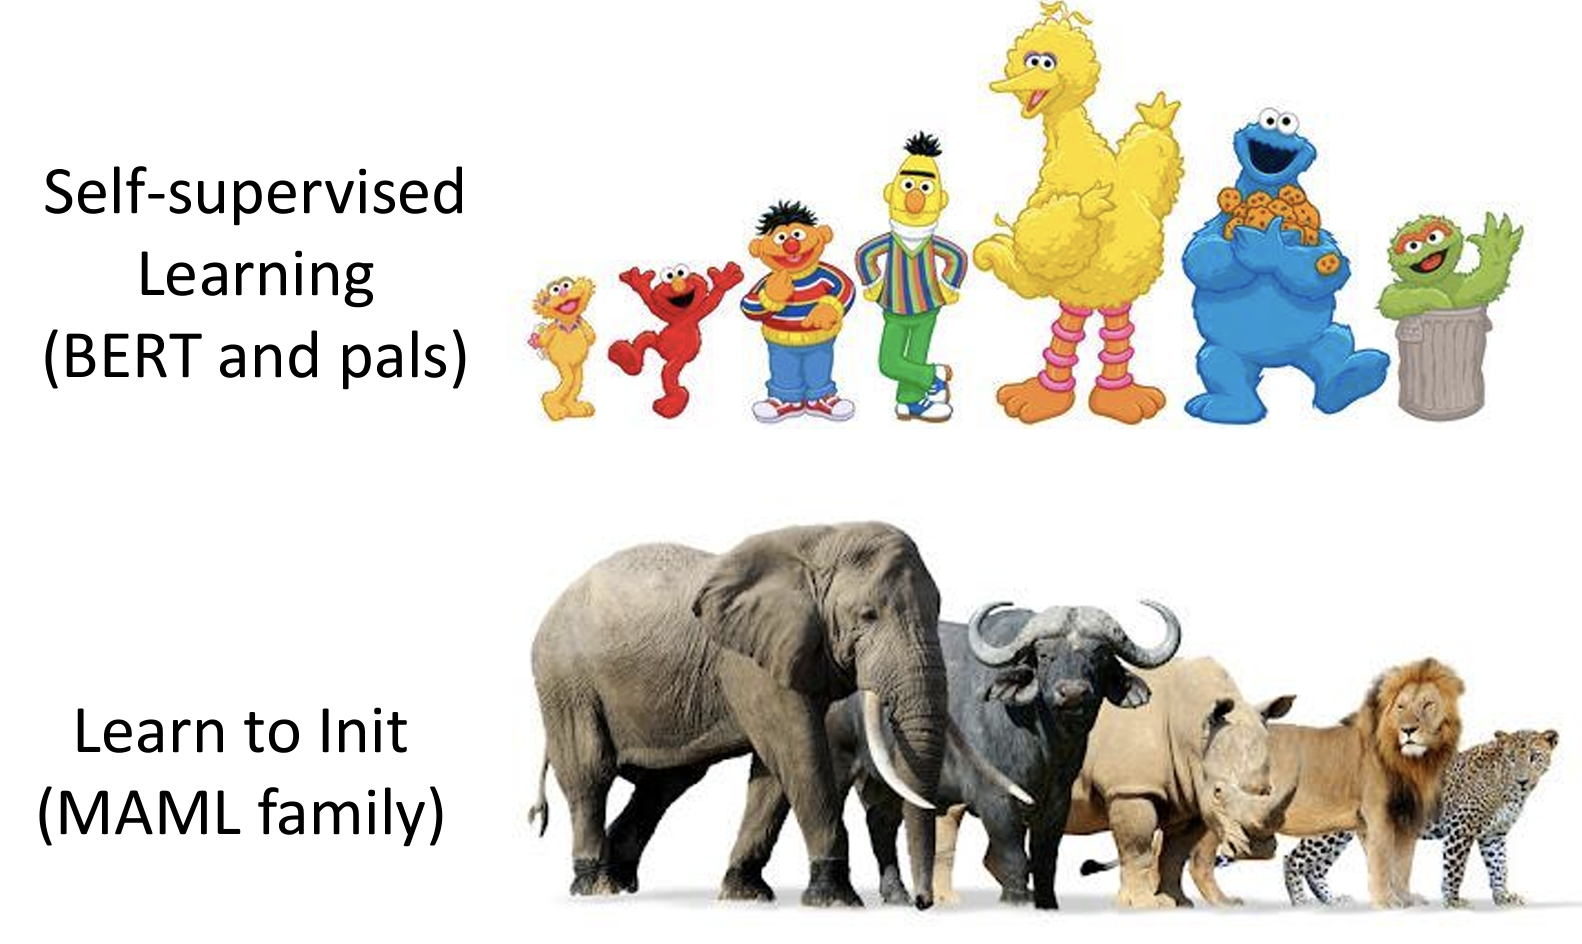 Self-supervised
Learning
(BERT and pals)
Learn to Init
(MAML family)